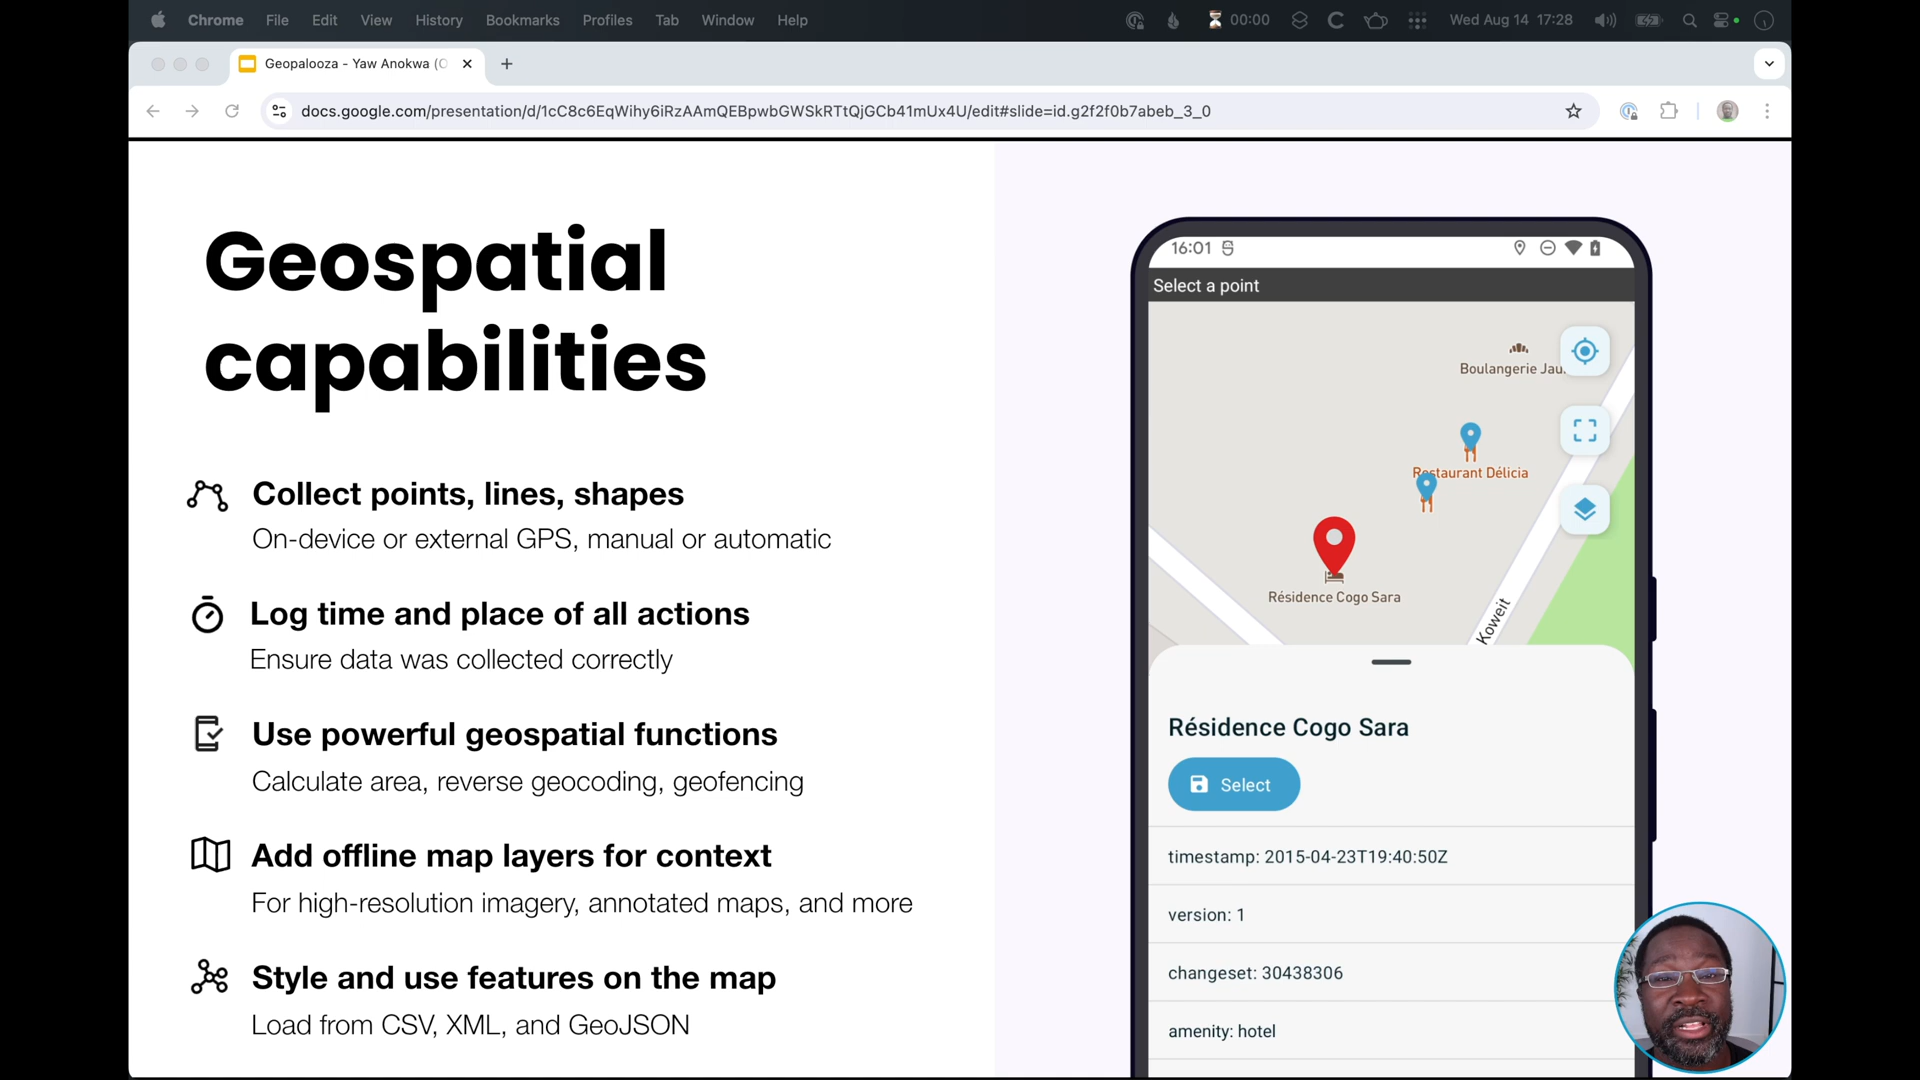 Chrome File Edit View History Bookmarks Profiles Tab Window Help 00:00 Wed Aug 14 17:28
Geopalooza - Yaw Anokwa (O
docs.google.com/presentation/d/1cC8c6EqWihy6iRzAAmQEBpwbGWSkRTtQjGCb41mUx4U/edit#slide=id.g2f2f0b7abeb_3_0
Geospatial
capabilities
Collect points, lines, shapes
On-device or external GPS, manual or automatic
Log time and place of all actions
Ensure data was collected correctly
Use powerful geospatial functions
Calculate area, reverse geocoding, geofencing
Add offline map layers for context
For high-resolution imagery, annotated maps, and more
Style and use features on the map
Load from CSV, XML, and GeoJSON
16:01
Select a point
Boulangerie Jau
Restaurant Délicia
Résidence Cogo Sara
Koweit
Résidence Cogo Sara
Select
timestamp: 2015-04-23T19:40:50Z
version: 1
changeset: 30438306
amenity: hotel